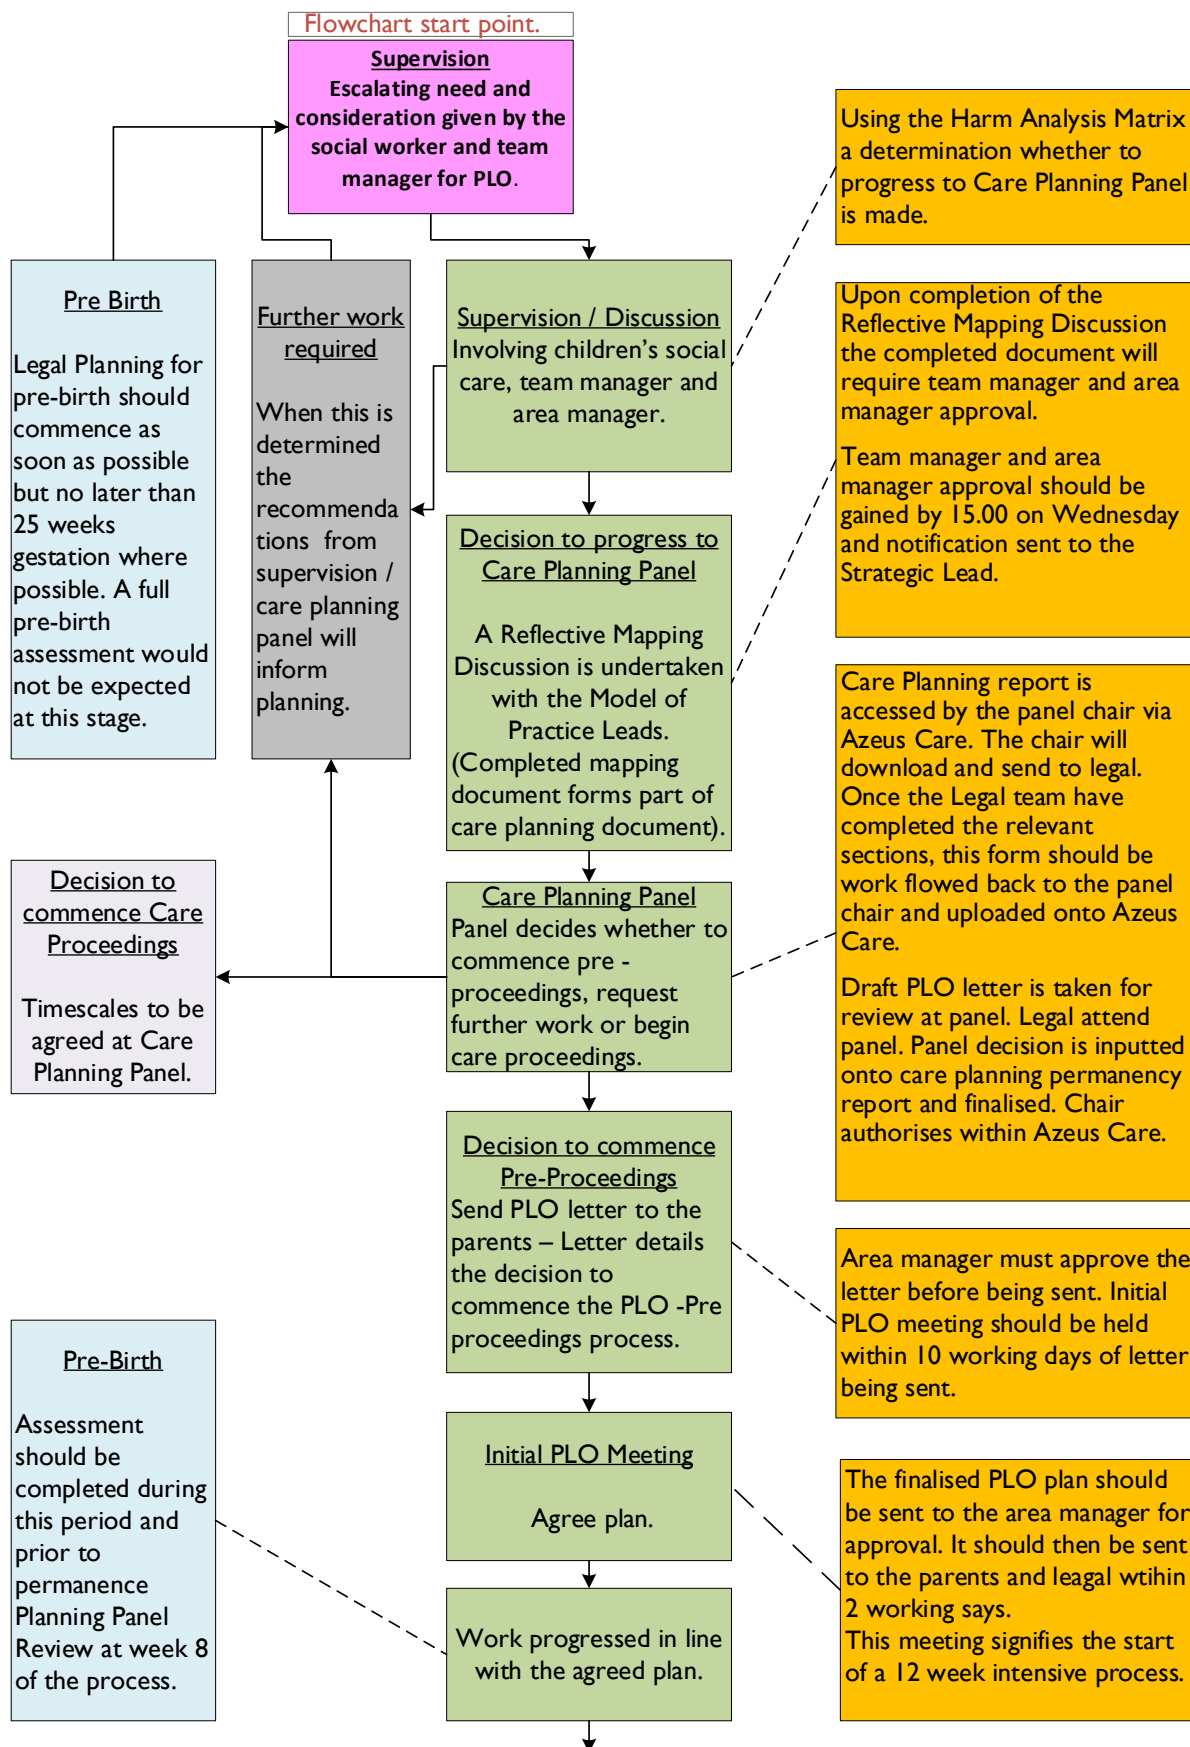 Flowchart start point.
Supervision
Escalating need and
consideration given by the
social worker and team
manager for PLO.
Using the Harm Analysis Matrix
a determination whether to
progress to Care Planning Panel
is made.
Pre Birth
Legal Planning for
pre-birth should
commence as
soon as possible
but no later than
25 weeks
gestation where
possible. A full
pre-birth
assessment would
not be expected
at this stage.
Further work
required
When this is
determined
the
recommenda
tions from
supervision /
care planning
panel will
inform
planning.
Supervision / Discussion
Involving children’s social
care, team manager and
area manager.
Upon completion of the
Reflective Mapping Discussion
the completed document will
require team manager and area
manager approval.
Team manager and area
manager approval should be
gained by 15.00 on Wednesday
and notification sent to the
Strategic Lead.
Decision to progress to
Care Planning Panel
A Reflective Mapping
Discussion is undertaken
with the Model of
Practice Leads.
(Completed mapping
document forms part of
care planning document).
Care Planning report is
accessed by the panel chair via
Azeus Care. The chair will
download and send to legal.
Once the Legal team have
completed the relevant
sections, this form should be
work flowed back to the panel
chair and uploaded onto Azeus
Care.
Draft PLO letter is taken for
review at panel. Legal attend
panel. Panel decision is inputted
onto care planning permanency
report and finalised. Chair
authorises within Azeus Care.
Decision to
commence Care
Proceedings
Timescales to be
agreed at Care
Planning Panel.
Care Planning Panel
Panel decides whether to
commence pre -
proceedings, request
further work or begin
care proceedings.
Decision to commence
Pre-Proceedings
Send PLO letter to the
parents – Letter details
the decision to
commence the PLO -Pre
proceedings process.
Area manager must approve the
letter before being sent. Initial
PLO meeting should be held
within 10 working days of letter
being sent.
Pre-Birth
Assessment
should be
completed during
this period and
prior to
permanence
Planning Panel
Review at week 8
of the process.
Initial PLO Meeting
Agree plan.
The finalised PLO plan should
be sent to the area manager for
approval. It should then be sent
to the parents and leagal wtihin
2 working says.
This meeting signifies the start
of a 12 week intensive process.
Work progressed in line
with the agreed plan.